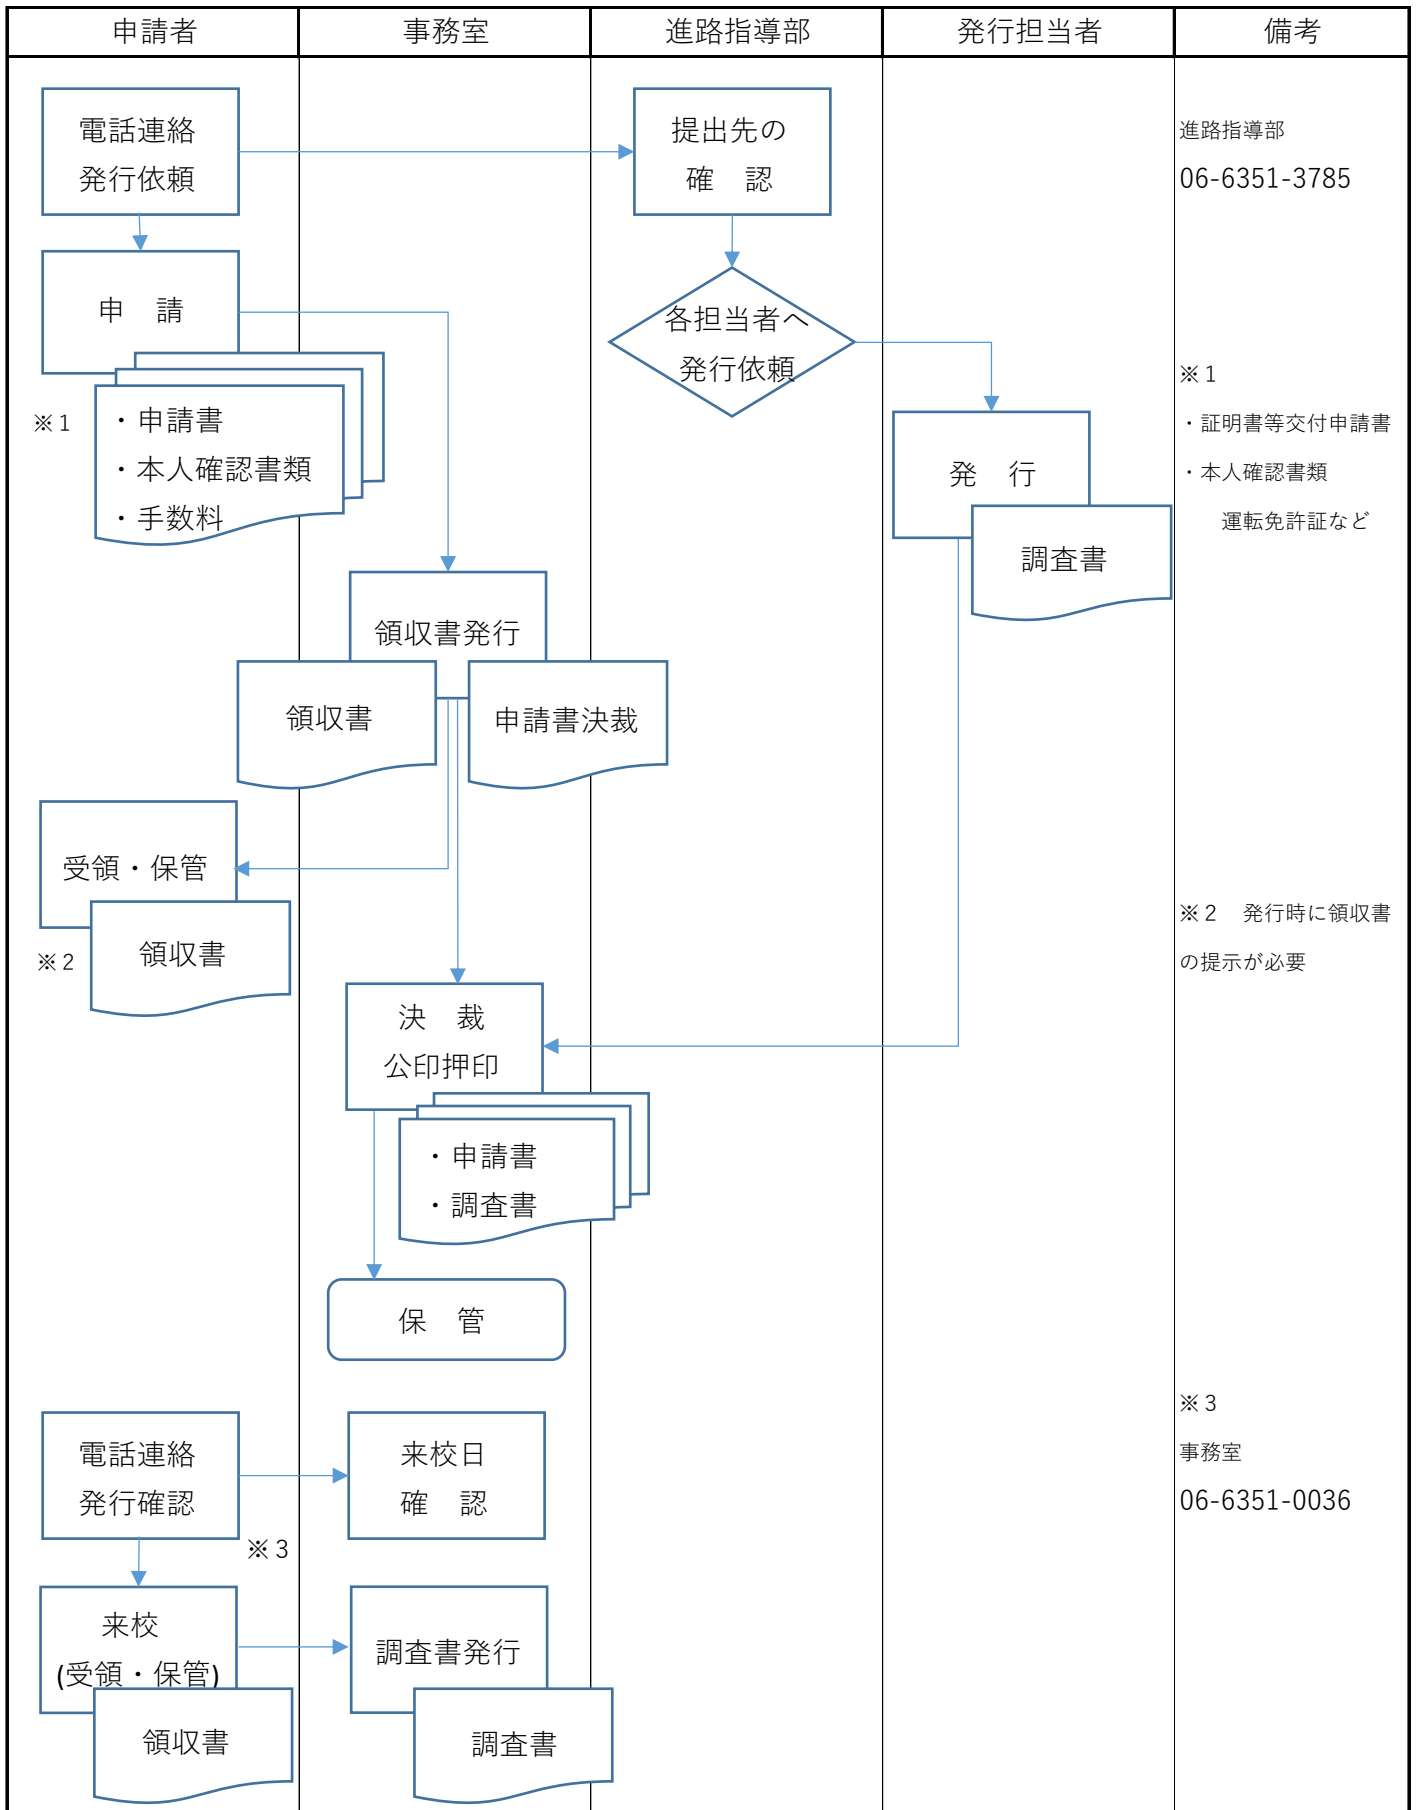 申請者
事務室
進路指導部
発行担当者
備考
電話連絡
発行依頼
提出先の
確　認
進路指導部
06-6351-3785
申　請
各担当者へ
発行依頼
※１
・申請書
・本人確認書類
・手数料
発　行
調査書
※１
・証明書等交付申請書
・本人確認書類
運転免許証など
領収書発行
領収書
申請書決裁
受領・保管
領収書
※２
※２　発行時に領収書
の提示が必要
決　裁
公印押印
・申請書
・調査書
保　管
電話連絡
発行確認
※３
来校日
確　認
※３
事務室
06-6351-0036
来校
(受領・保管)
領収書
調査書発行
調査書